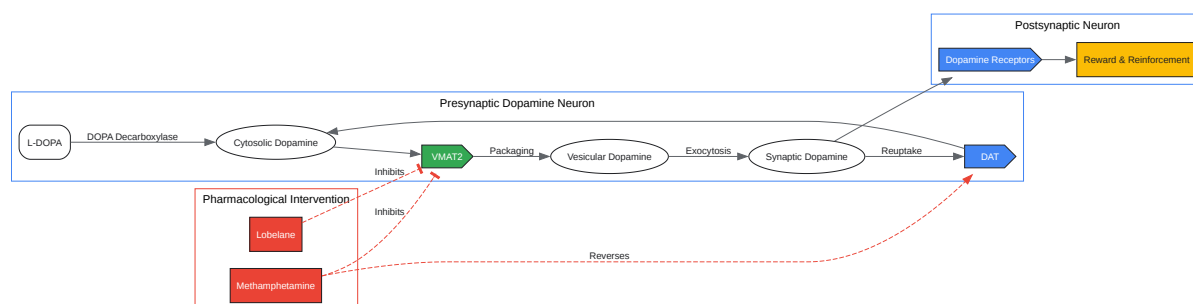 Postsynaptic Neuron
Dopamine Receptors
Reward & Reinforcement
Presynaptic Dopamine Neuron
L-DOPA
DOPA Decarboxylase
Cytosolic Dopamine
VMAT2
Packaging
Vesicular Dopamine
Exocytosis
Synaptic Dopamine
Reuptake
DAT
Inhibits
Pharmacological Intervention
Inhibits
Lobelane
Reverses
Methamphetamine